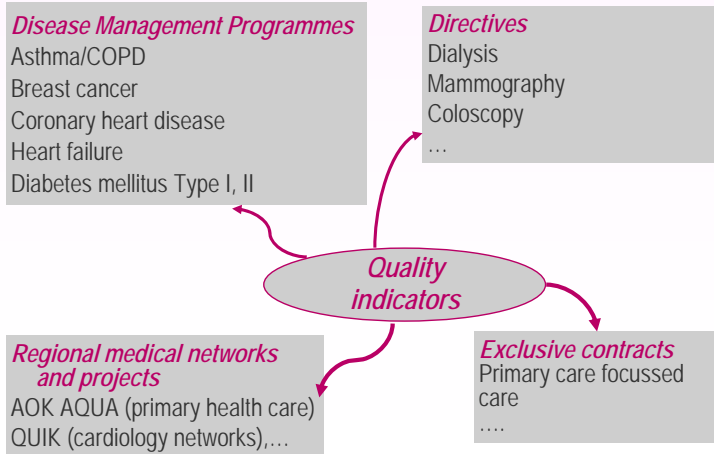 Disease Management Programmes
Asthma/COPD
Breast cancer
Coronary heart disease
Heart failure
Diabetes mellitus Type I, II
Directives
Dialysis
Mammography
Coloscopy
…
Quality
indicators
Regional medical networks
and projects
AOK AQUA (primary health care)
QUIK (cardiology networks),…
Exclusive contracts
Primary care focussed
care
….